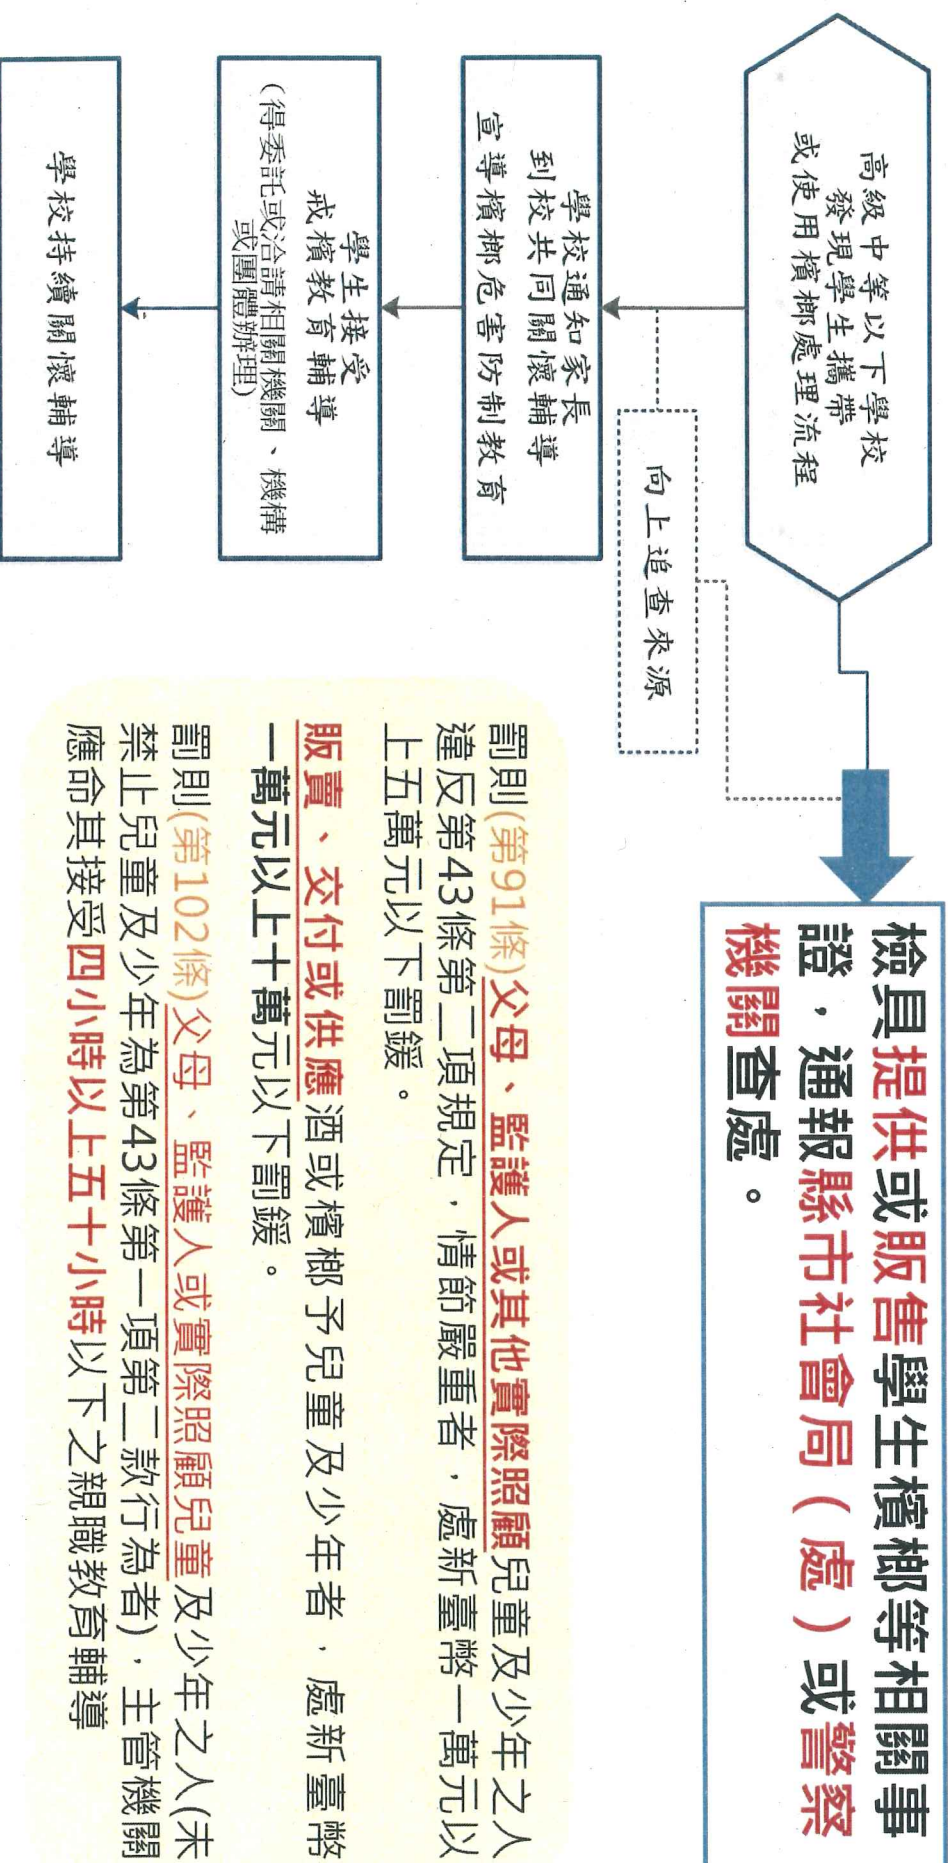 高級中等以下學校
發現學生攜帶
或使用檳榔處理流程
學校通知家長
到校共同關懷輔導
宣導檳榔危害防制教育
學生接受
戒檳教育輔導
(得委託或洽請相關機關、機構
或團體辦理)
學校持續關懷輔導
向上追查來源
檢具提供或販售學生檳榔等相關事
證，通報縣市社會局(處)或警察
機關查處。
罰則(第91條)父母、監護人或其他實際照顧兒童及少年之人
違反第43條第二項規定，情節嚴重者，處新臺幣一萬元以
上五萬元以下罰鍰。
販賣、交付或供應酒或檳榔予兒童及少年者，處新臺幣
一萬元以上十萬元以下罰鍰。
罰則(第102條)父母、監護人或實際照顧兒童及少年之人(未
禁止兒童及少年為第43條第一項第二款行為者)，主管機關
應命其接受四小時以上五十小時以下之親職教育輔導